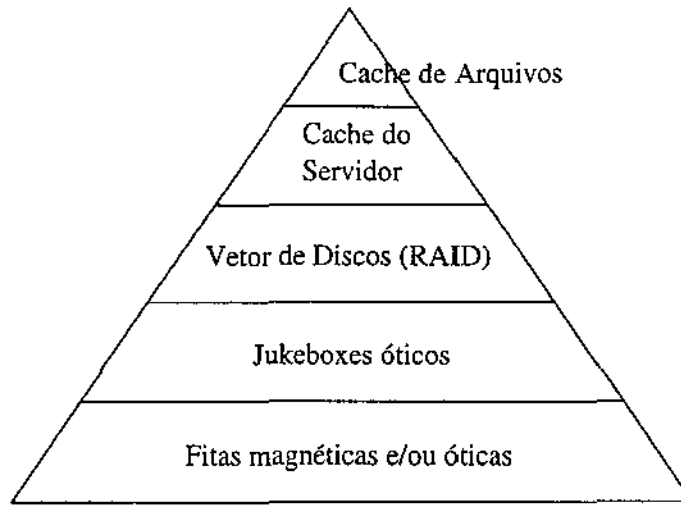 Cache de Arquivos
Cache do
Servidor
Vetor de Discos (RAID)
Jukeboxes óticos
Fitas magnéticas e/ou óticas